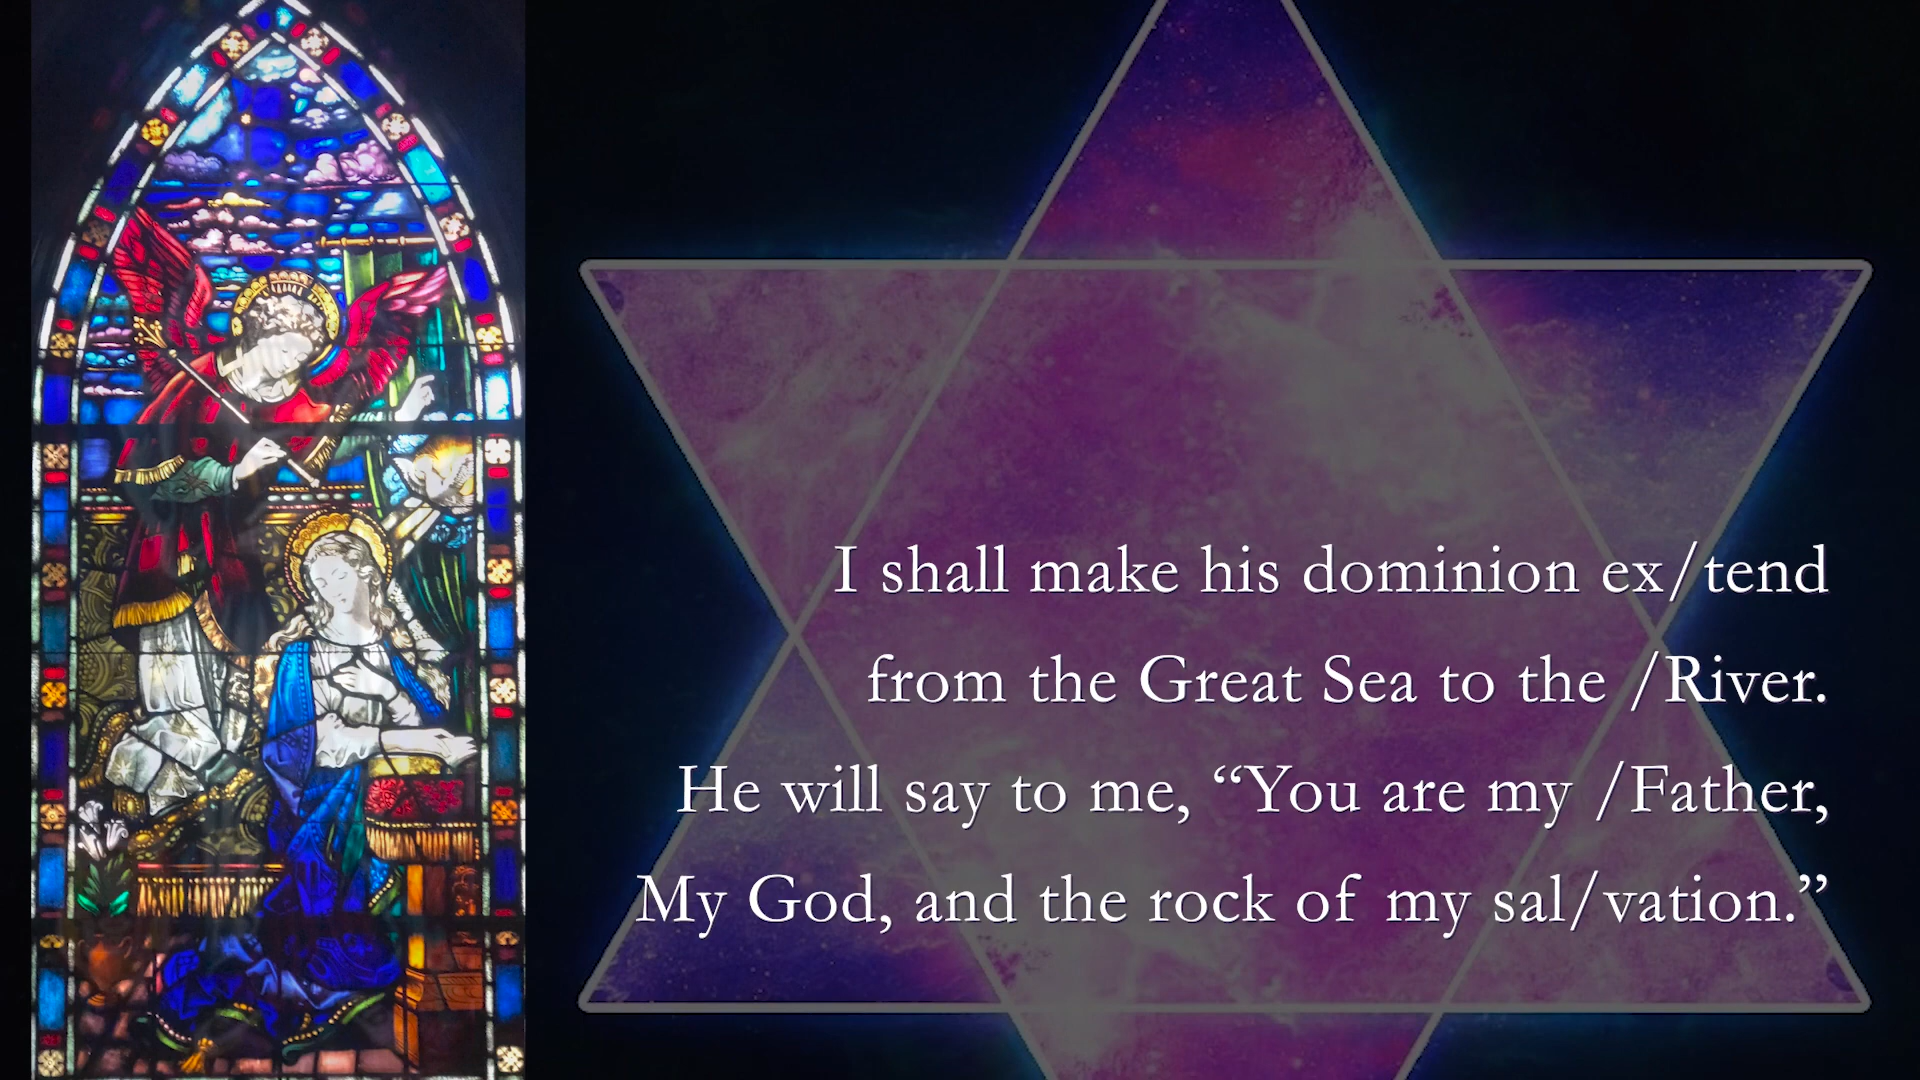 I shall make his dominion ex/tend
from the Great Sea to the /River.
He will say to me, “You are my /Father,
My God, and the rock of my sal/vation.”